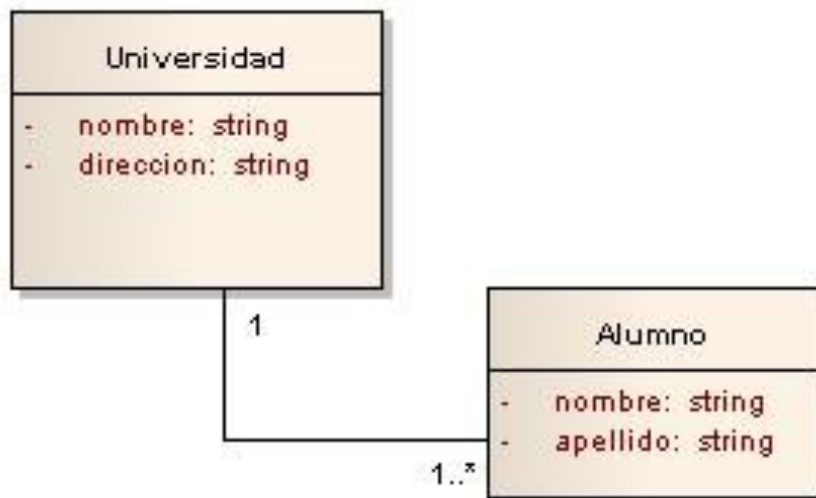 Universidad
- nombre: string
- direccion: string
1
Alumno
- nombre: string
- apellido: string
1..*